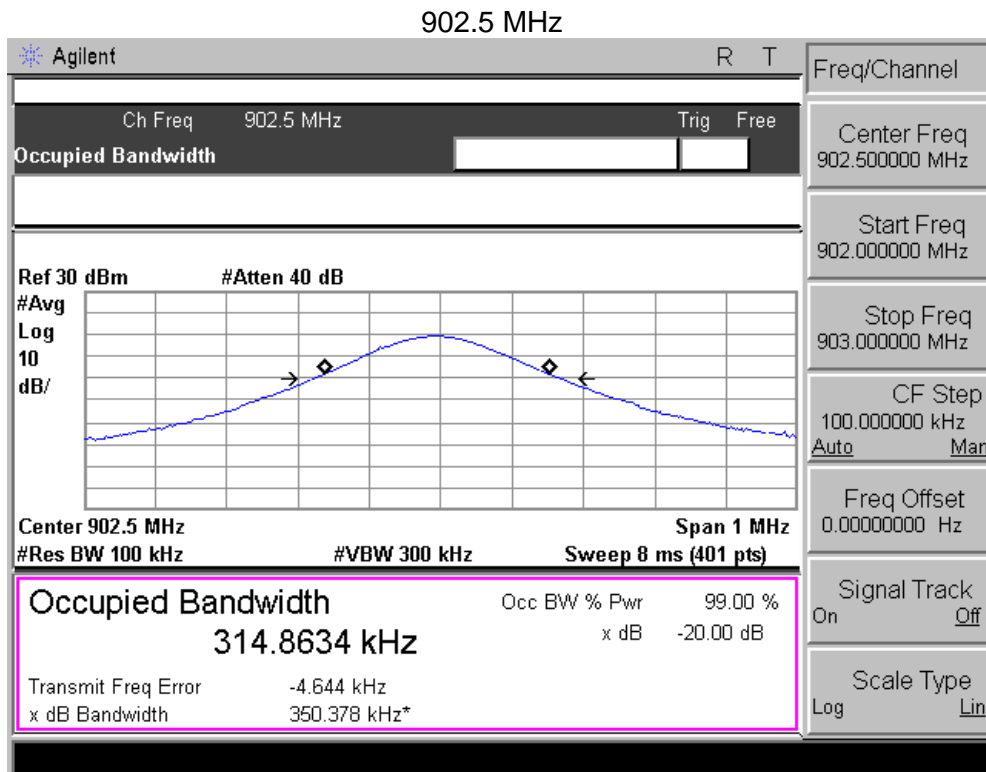 902.5 MHz
Agilent R T
Ch Freq 902.5 MHz Trig Free
Occupied Bandwidth
Ref 30 dBm #Atten 40 dB
#Avg
Log
10
dB/
Center 902.5 MHz Span 1 MHz
#Res BW 100 kHz #VBW 300 kHz Sweep 8 ms (401 pts)
Occupied Bandwidth Occ BW % Pwr 99.00 %
314.8634 kHz x dB -20.00 dB
Transmit Freq Error -4.644 kHz
x dB Bandwidth 350.378 kHz*
Freq/Channel
Center Freq
902.500000 MHz
Start Freq
902.000000 MHz
Stop Freq
903.000000 MHz
CF Step
100.000000 kHz
Auto Man
Freq Offset
0.00000000 Hz
Signal Track
On Off
Scale Type
Log Lin